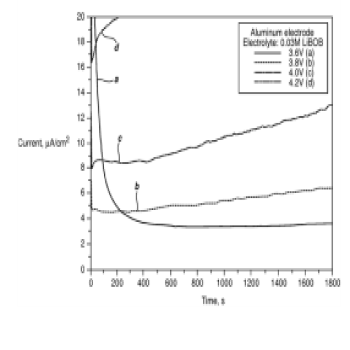 Aluminum electrode
Electrolyte: 0.03M LiBOB
3.6V (a)
3.8V (b)
4.0V (c)
4.2V (d)
20
18
16
14
12
10
8
6
4
2
0
d
a
c
b
Current, µA/cm²
0 200 400 600 800 1000 1200 1400 1600 1800
Time, s